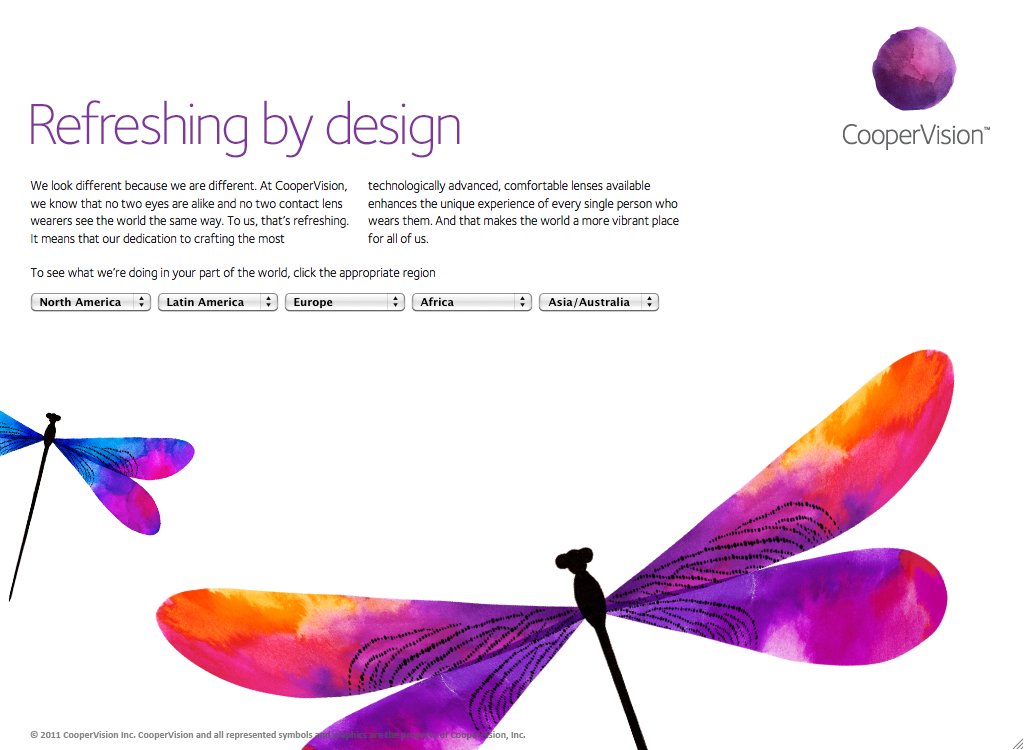 CooperVision™
Refreshing by design
We look different because we are different. At CooperVision,
we know that no two eyes are alike and no two contact lens
wearers see the world the same way. To us, that's refreshing.
It means that our dedication to crafting the most
technologically advanced, comfortable lenses available
enhances the unique experience of every single person who
wears them. And that makes the world a more vibrant place
for all of us.
To see what we're doing in your part of the world, click the appropriate region
North America Latin America Europe Africa Asia/Australia
© 2011 CooperVision Inc. CooperVision and all represented symbols and graphics are the property of CooperVision, Inc.